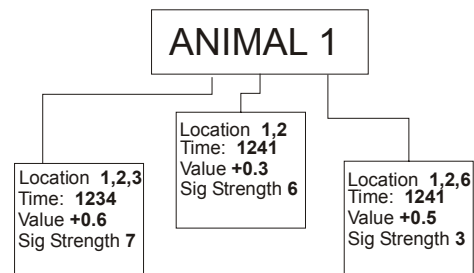 ANIMAL 1
Location 1,2,3
Time: 1234
Value +0.6
Sig Strength 7
Location 1,2
Time: 1241
Value +0.3
Sig Strength 6
Location 1,2,6
Time: 1241
Value +0.5
Sig Strength 3